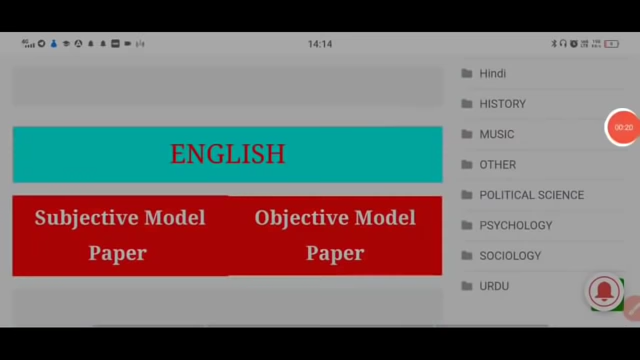 14:14
ENGLISH
Subjective Model
Paper
Objective Model
Paper
Hindi
HISTORY
MUSIC
OTHER
POLITICAL SCIENCE
PSYCHOLOGY
SOCIOLOGY
URDU
00:20